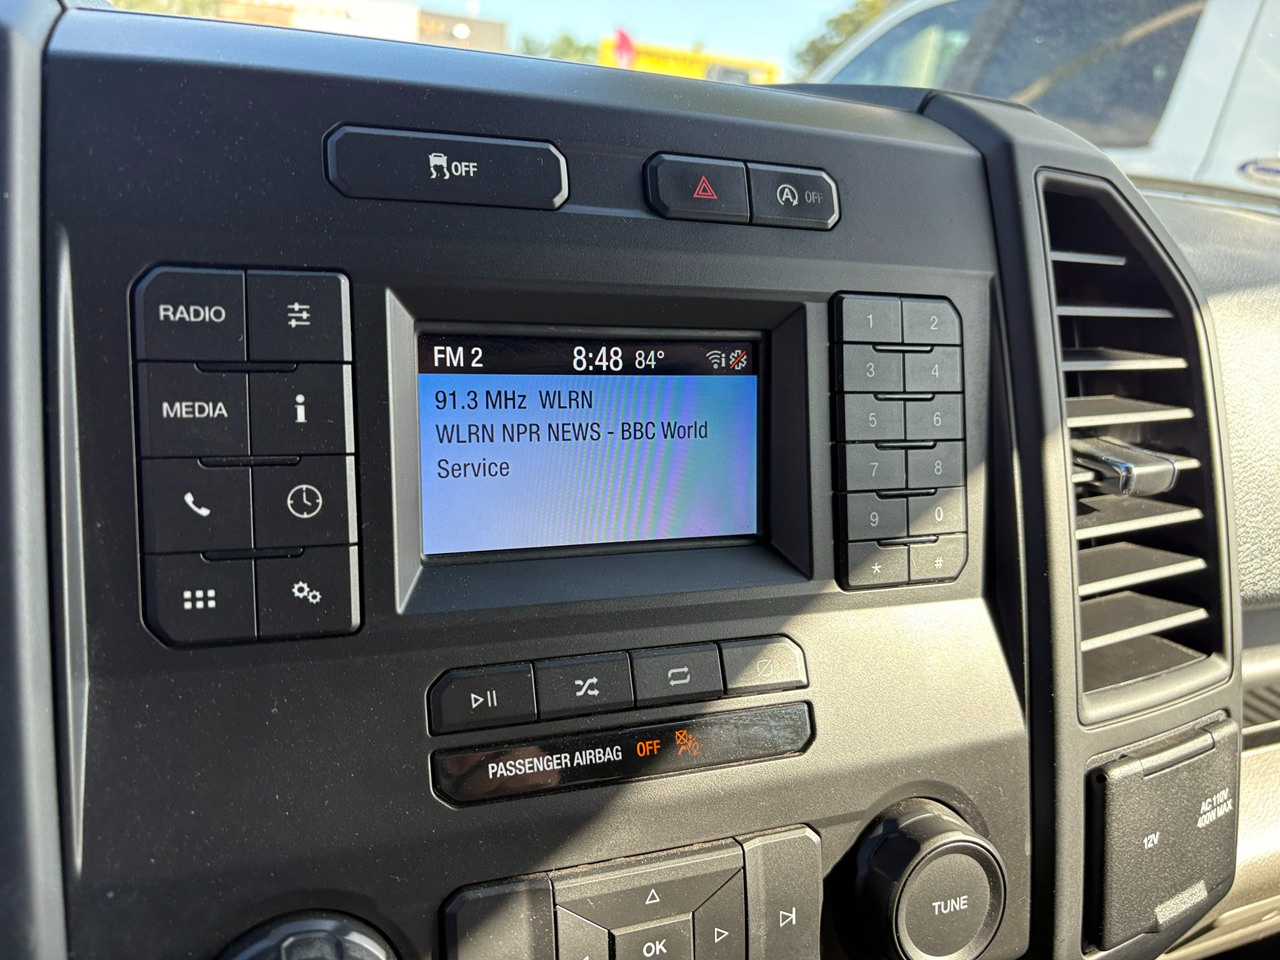 OFF
OFF
RADIO
MEDIA
i
FM 2 8:48 84°
91.3 MHz WLRN
WLRN NPR NEWS - BBC World
Service
1 2
3 4
5 6
7 8
9 0
* #
PASSENGER AIRBAG OFF 2
OK
TUNE
12V
AC 110V
400W MAX